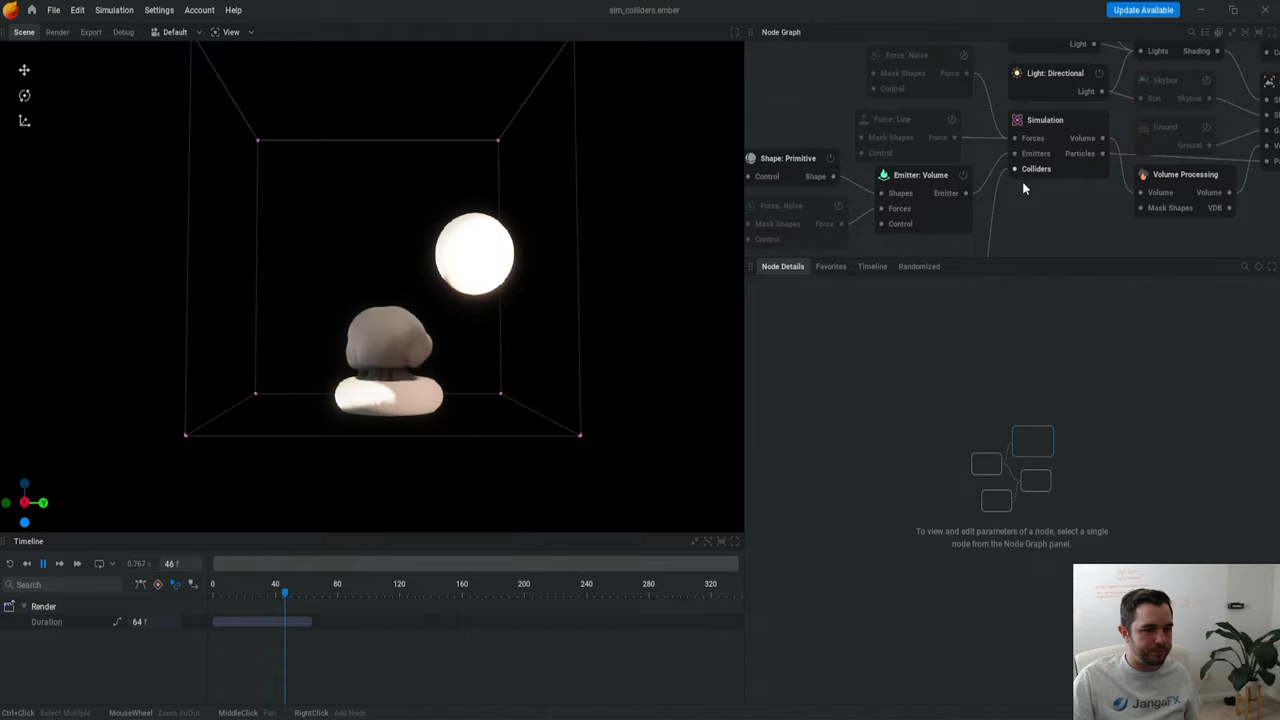 File Edit Simulation Settings Account Help
sim_colliders.ember
Update Available
Scene Render Export Debug Default View
Node Graph
Force: Noise
Mask Shapes Force
Control
Light
Light: Directional
Light
Lights Shading
Skybox
Sun Skybox
Force: Line
Mask Shapes Force
Control
Simulation
Forces Volume
Emitters Particles
Colliders
Ground
Ground
Shape: Primitive
Control Shape
Emitter: Volume
Shapes Emitter
Forces
Control
Volume Processing
Volume Volume
Mask Shapes VDB
Force: Noise
Mask Shapes Force
Control
Node Details Favorites Timeline Randomized
To view and edit parameters of a node, select a single
node from the Node Graph panel.
X Y
Timeline
0.767 s 46 f
Search
0 40 80 120 160 200 240 280 320
Render
Duration 64 f
JangaFX
Ctrl+Click Select Multiple MouseWheel Zoom In/Out MiddleClick Pan RightClick Add Node